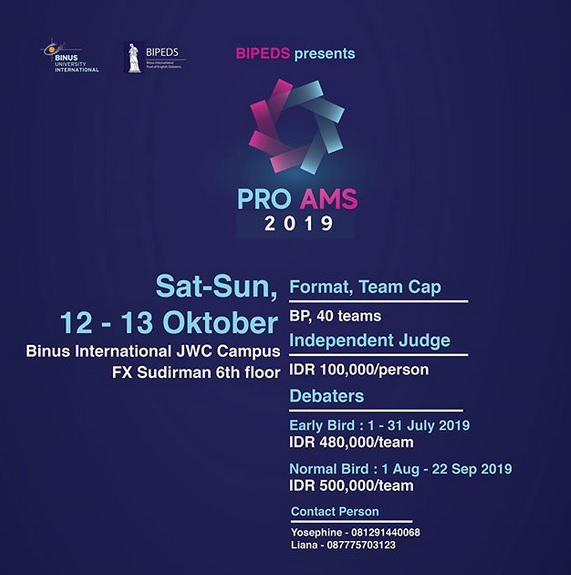 BINUS
UNIVERSITY
INTERNATIONAL
BIPEDS
Binus International
Pool of English Debaters
BIPEDS presents
PRO AMS
2019
Sat-Sun,
12 - 13 Oktober
Binus International JWC Campus
FX Sudirman 6th floor
Format, Team Cap
BP, 40 teams
Independent Judge
IDR 100,000/person
Debaters
Early Bird : 1 - 31 July 2019
IDR 480,000/team
Normal Bird : 1 Aug - 22 Sep 2019
IDR 500,000/team
Contact Person
Yosephine - 081291440068
Liana - 087775703123